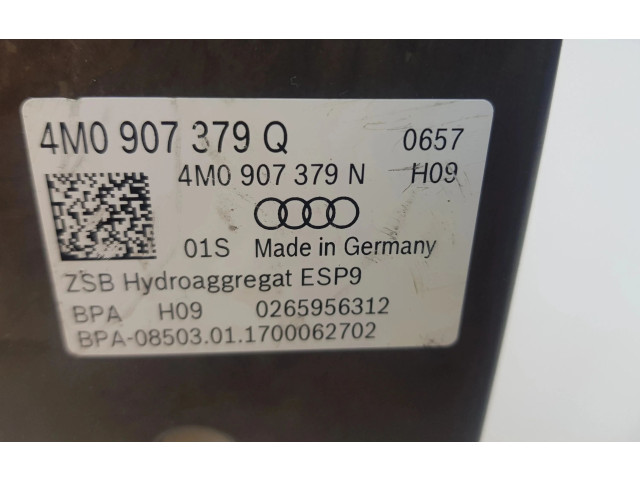 4M0 907 379 Q 0657
4M0 907 379 N H09
01S Made in Germany
ZSB Hydroaggregat ESP9
BPA H09 0265956312
BPA-08503.01.1700062702